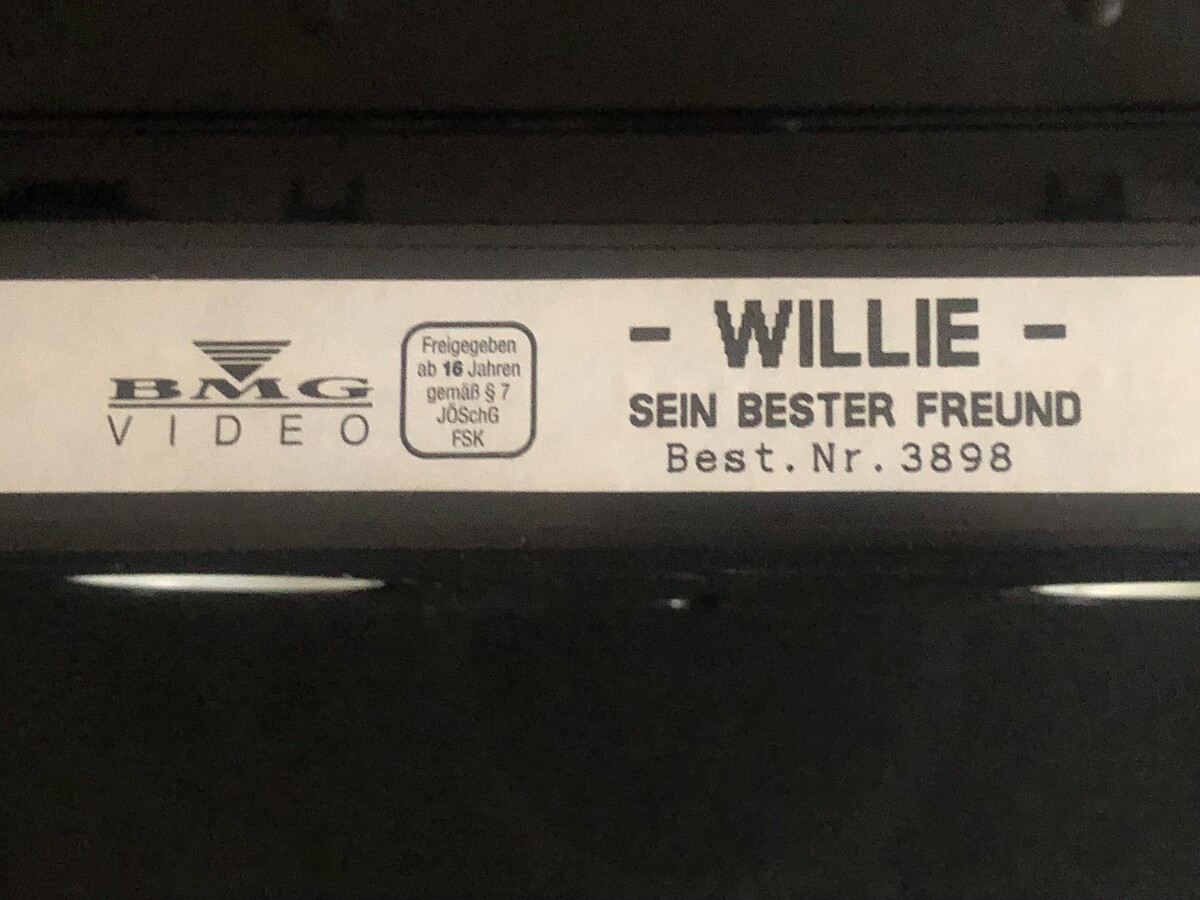 BMG
VIDEO
Freigegeben
ab 16 Jahren
gemäß § 7
JÖSchG
FSK
- WILLIE -
SEIN BESTER FREUND
Best.Nr.3898